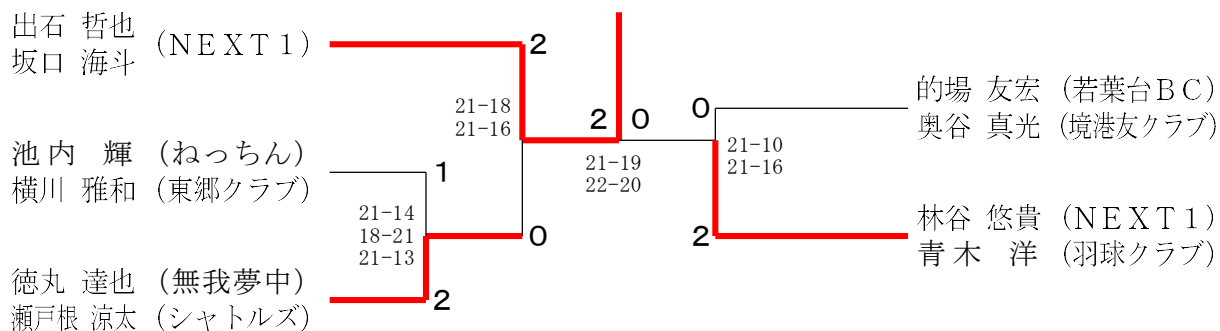 出石 哲也 (NEXT1)
坂口 海斗
2
21-18
21-16
池内 輝 (ねっちん)
横川 雅和 (東郷クラブ)
1
21-14
18-21
21-13
0
徳丸 達也 (無我夢中)
瀬戸根 涼太 (シャトルズ)
2
2 0
21-19
22-20
0
的場 友宏 (若葉台BC)
奥谷 真光 (境港友クラブ)
21-10
21-16
2
林谷 悠貴 (NEXT1)
青木 洋 (羽球クラブ)